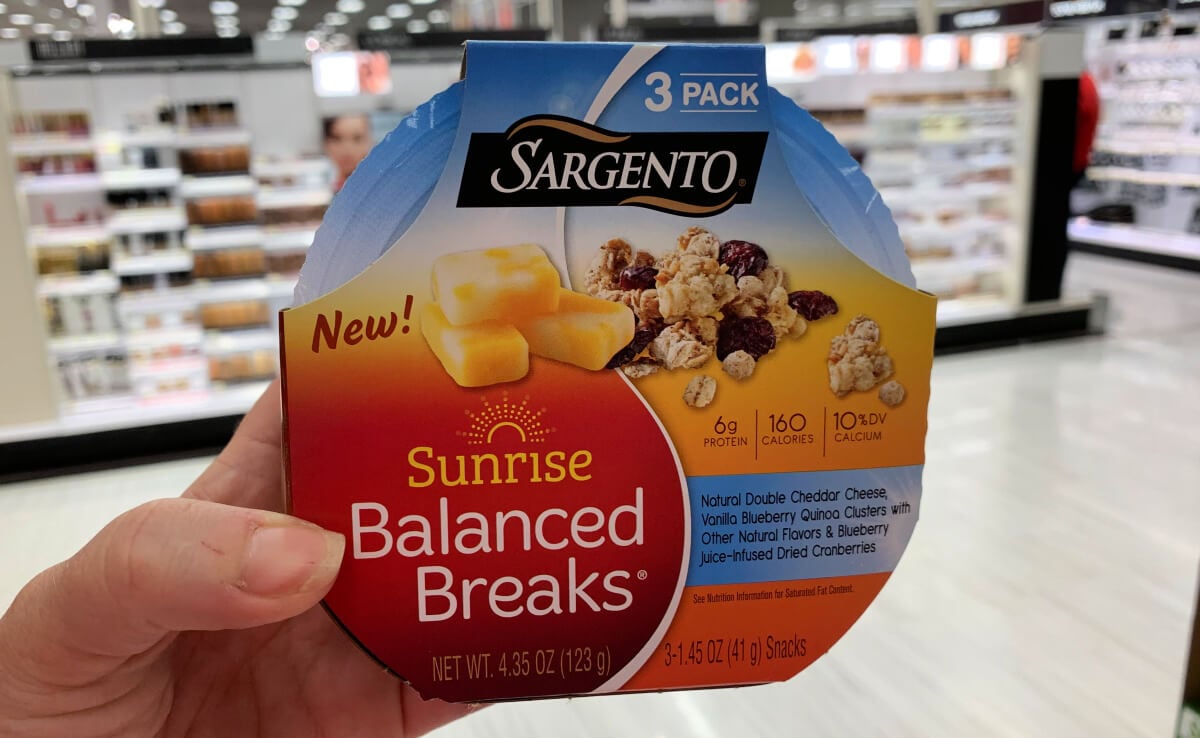 3 PACK
SARGENTO®
New!
Sunrise
Balanced
Breaks®
6g
PROTEIN
160
CALORIES
10%DV
CALCIUM
Natural Double Cheddar Cheese,
Vanilla Blueberry Quinoa Clusters with
Other Natural Flavors & Blueberry
Juice-Infused Dried Cranberries
See Nutrition Information for Saturated Fat Content.
NET WT. 4.35 OZ (123 g)
3-1.45 OZ (41 g) Snacks